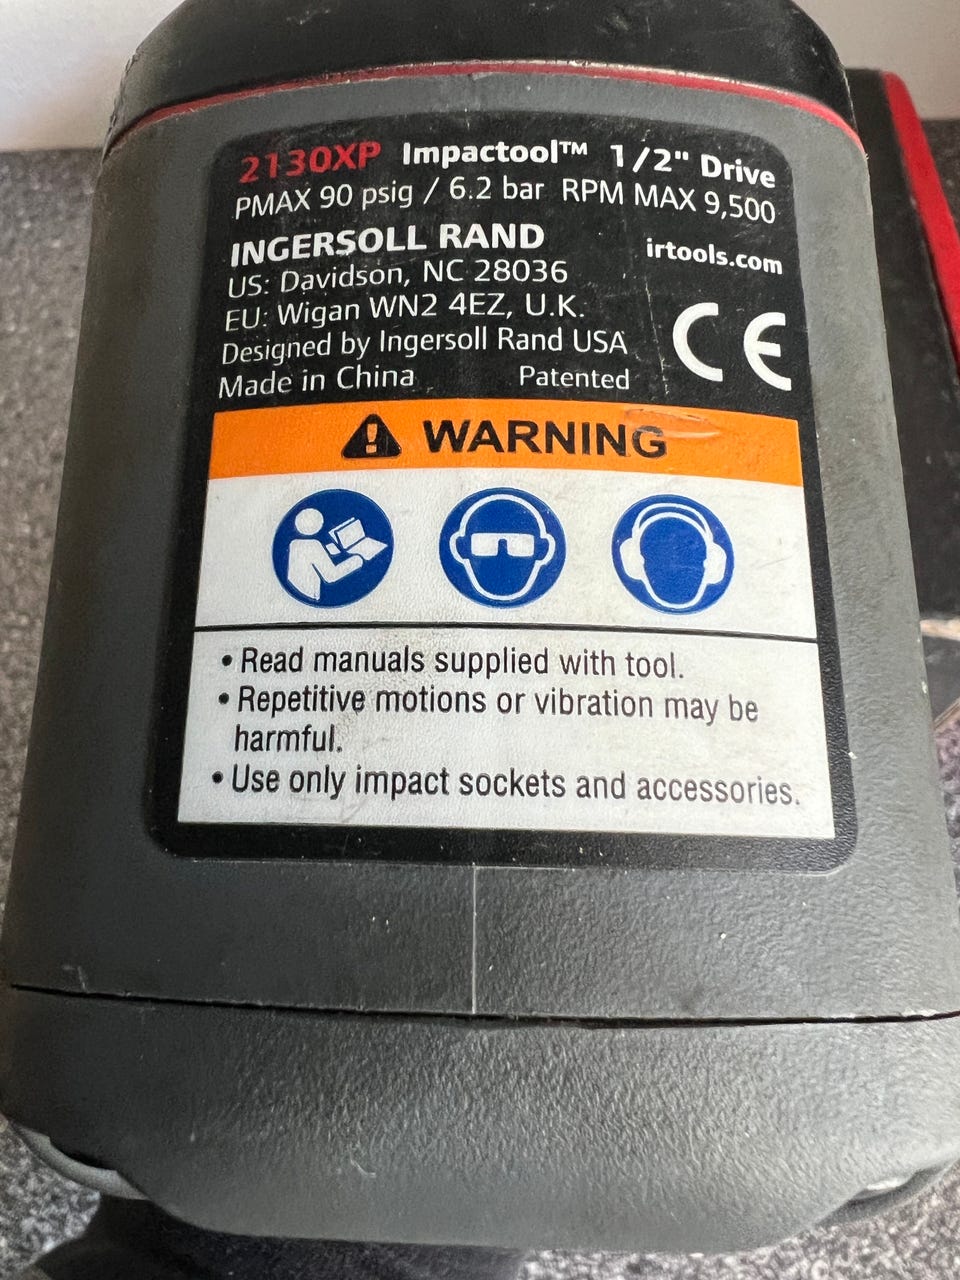 2130XP Impactool™ 1/2" Drive
PMAX 90 psig / 6.2 bar RPM MAX 9,500
INGERSOLL RAND irtools.com
US: Davidson, NC 28036
EU: Wigan WN2 4EZ, U.K.
Designed by Ingersoll Rand USA
Made in China Patented CE
WARNING
• Read manuals supplied with tool.
• Repetitive motions or vibration may be
harmful.
• Use only impact sockets and accessories.